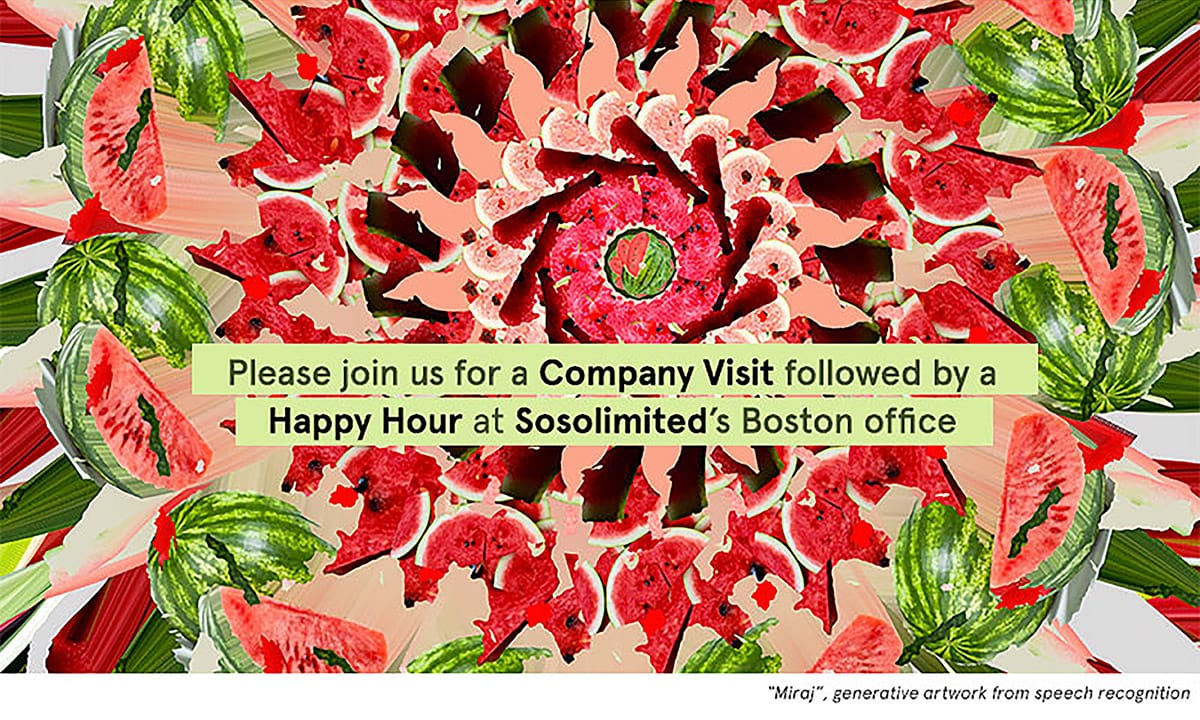 Please join us for a Company Visit followed by a
Happy Hour at Sosolimited’s Boston office
“Miraj”, generative artwork from speech recognition